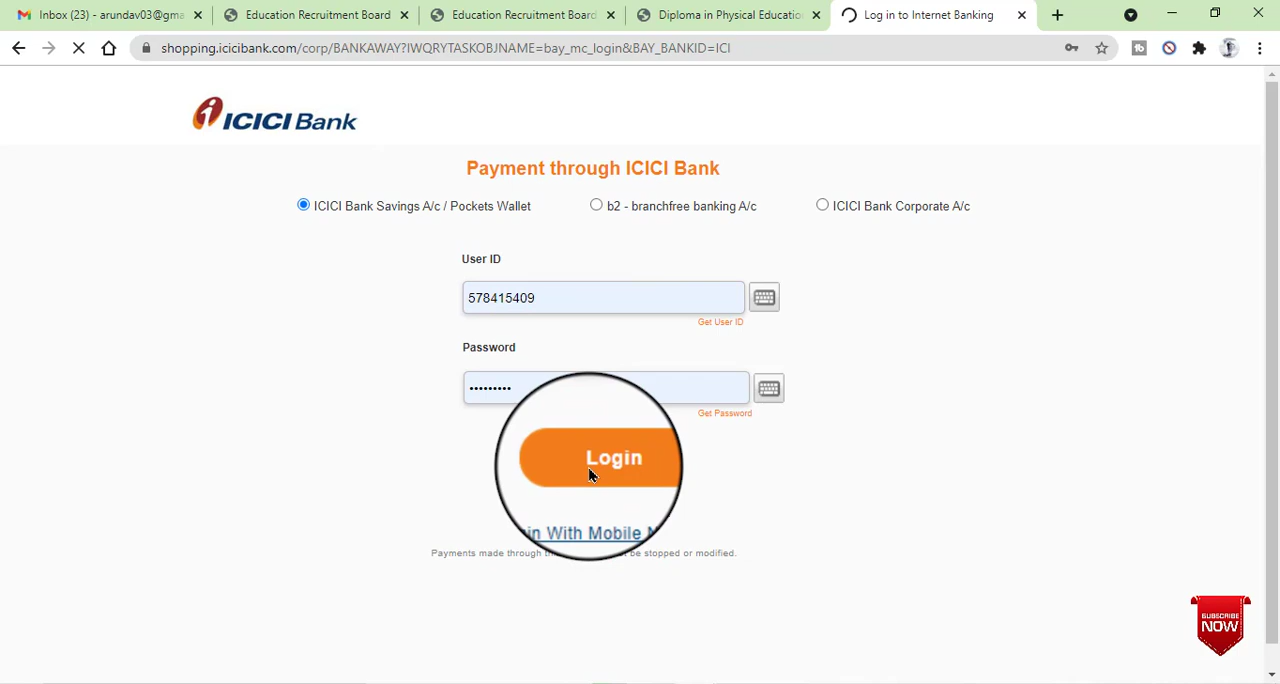 Inbox (23) - arundav03@gma
Education Recruitment Board
Education Recruitment Board
Diploma in Physical Educatio
Log in to Internet Banking
shopping.icicibank.com/corp/BANKAWAY?IWQRYTASKOBJNAME=bay_mc_login&BAY_BANKID=ICI
ICICI Bank
Payment through ICICI Bank
ICICI Bank Savings A/c / Pockets Wallet
b2 - branchfree banking A/c
ICICI Bank Corporate A/c
User ID
578415409
Get User ID
Password
•••••••••
Get Password
Login
in With Mobile
Payments made through
be stopped or modified.
SUBSCRIBE
NOW